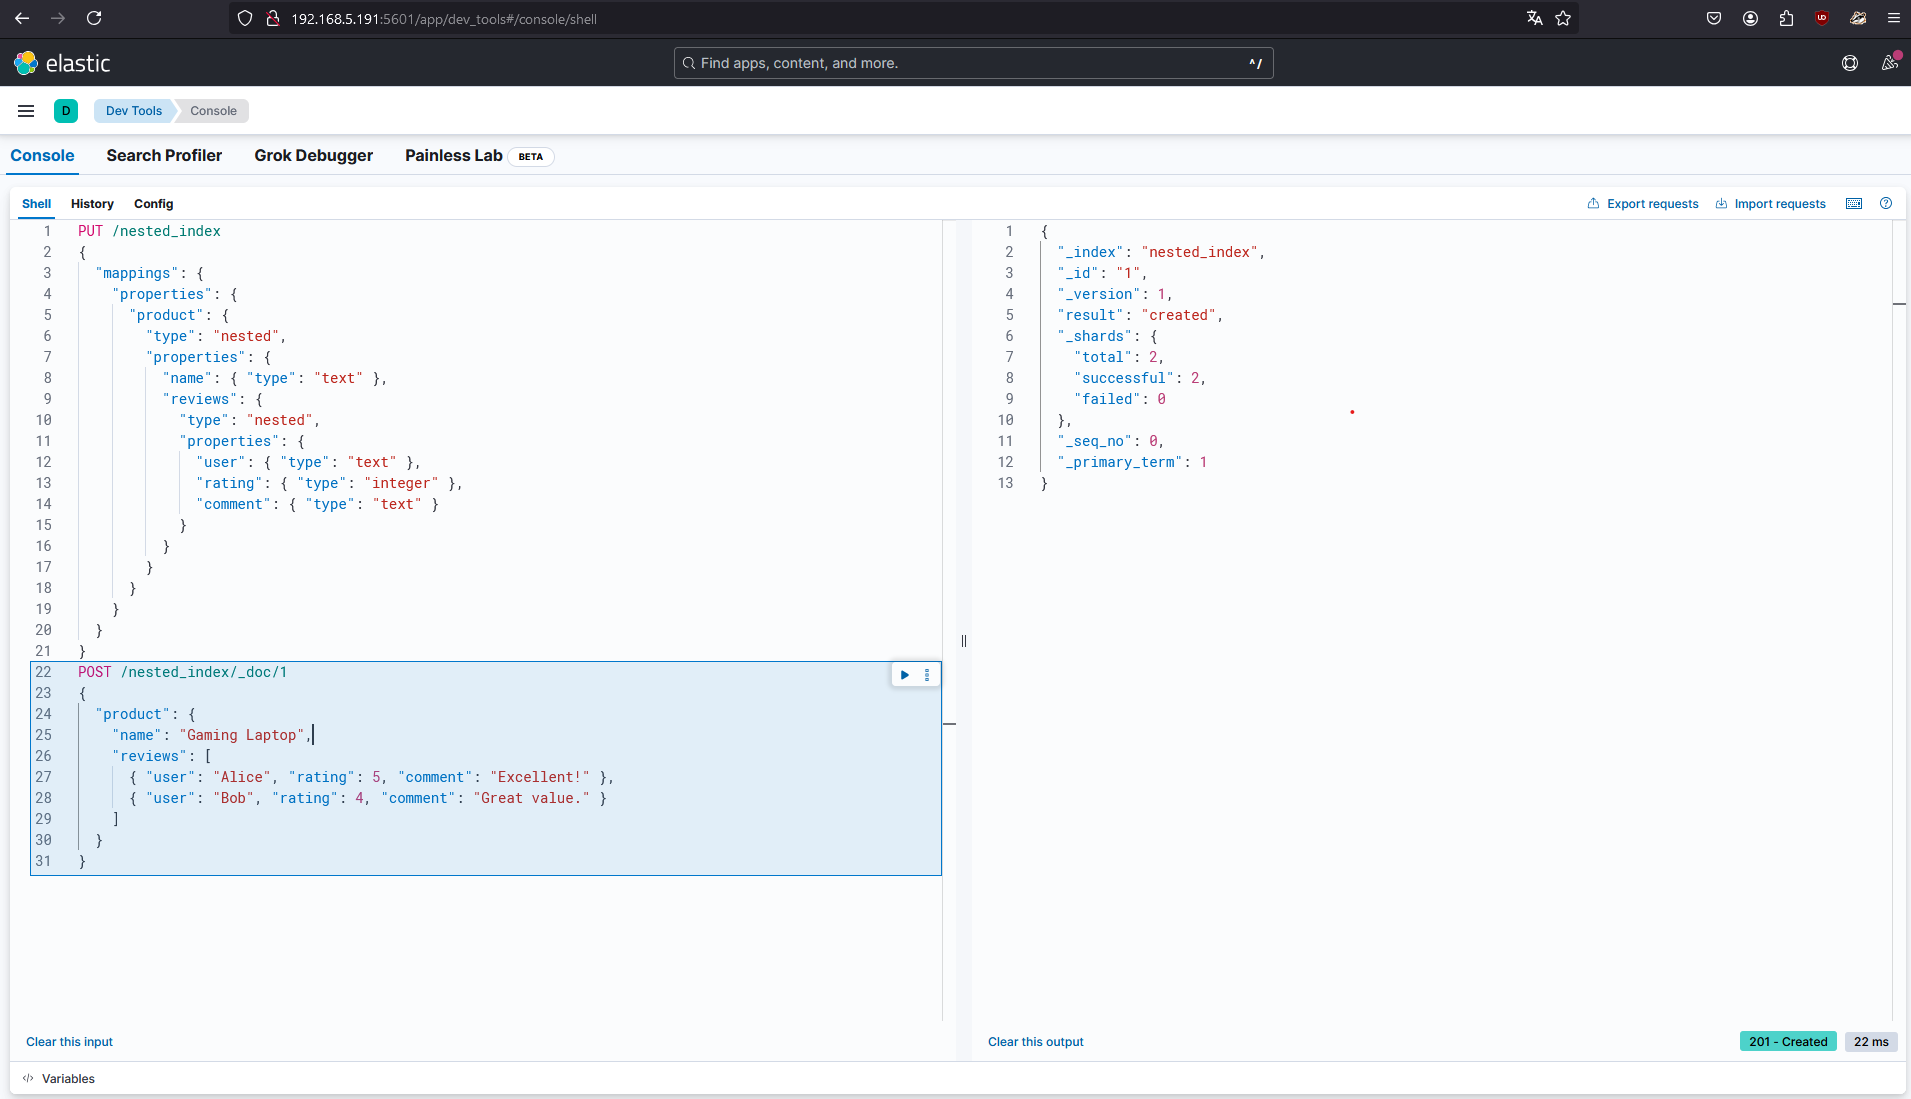 192.168.5.191:5601/app/dev_tools#/console/shell
elastic
Find apps, content, and more.
^/
D
Dev Tools
Console
Console
Search Profiler
Grok Debugger
Painless Lab
BETA
Shell
History
Config
Export requests
Import requests
1 PUT /nested_index
2 {
3 "mappings": {
4 "properties": {
5 "product": {
6 "type": "nested",
7 "properties": {
8 "name": { "type": "text" },
9 "reviews": {
10 "type": "nested",
11 "properties": {
12 "user": { "type": "text" },
13 "rating": { "type": "integer" },
14 "comment": { "type": "text" }
15 }
16 }
17 }
18 }
19 }
20 }
21 }
22 POST /nested_index/_doc/1
23 {
24 "product": {
25 "name": "Gaming Laptop",
26 "reviews": [
27 { "user": "Alice", "rating": 5, "comment": "Excellent!" },
28 { "user": "Bob", "rating": 4, "comment": "Great value." }
29 ]
30 }
31 }
1 {
2 "_index": "nested_index",
3 "_id": "1",
4 "_version": 1,
5 "result": "created",
6 "_shards": {
7 "total": 2,
8 "successful": 2,
9 "failed": 0
10 },
11 "_seq_no": 0,
12 "_primary_term": 1
13 }
Clear this input
Clear this output
201 - Created
22 ms
</> Variables